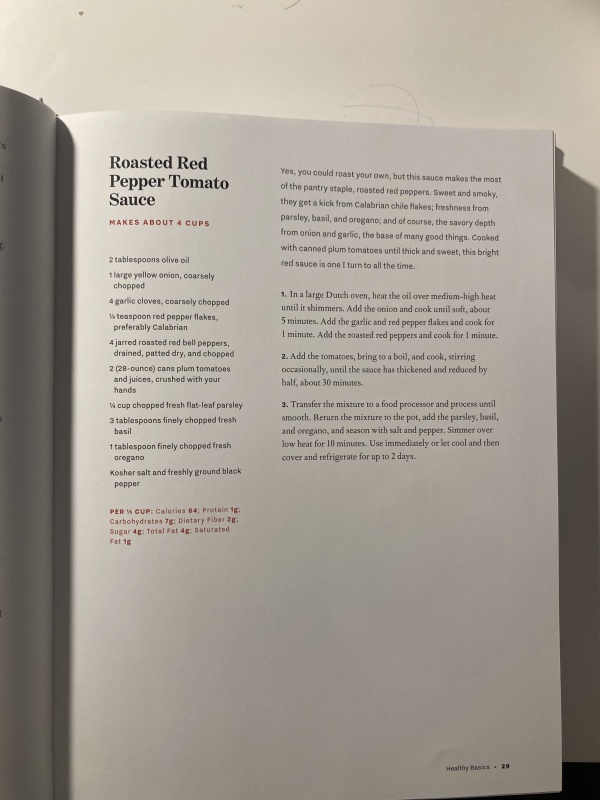 Roasted Red
Pepper Tomato
Sauce
MAKES ABOUT 4 CUPS
2 tablespoons olive oil
1 large yellow onion, coarsely
chopped
4 garlic cloves, coarsely chopped
¼ teaspoon red pepper flakes,
preferably Calabrian
4 jarred roasted red bell peppers,
drained, patted dry, and chopped
2 (28-ounce) cans plum tomatoes
and juices, crushed with your
hands
¼ cup chopped fresh flat-leaf parsley
3 tablespoons finely chopped fresh
basil
1 tablespoon finely chopped fresh
oregano
Kosher salt and freshly ground black
pepper
PER ½ CUP: Calories 64; Protein 1g;
Carbohydrates 7g; Dietary Fiber 2g;
Sugar 4g; Total Fat 4g; Saturated
Fat 1g
Yes, you could roast your own, but this sauce makes the most
of the pantry staple, roasted red peppers. Sweet and smoky,
they get a kick from Calabrian chile flakes; freshness from
parsley, basil, and oregano; and of course, the savory depth
from onion and garlic, the base of many good things. Cooked
with canned plum tomatoes until thick and sweet, this bright
red sauce is one I turn to all the time.
1. In a large Dutch oven, heat the oil over medium-high heat
until it shimmers. Add the onion and cook until soft, about
5 minutes. Add the garlic and red pepper flakes and cook for
1 minute. Add the roasted red peppers and cook for 1 minute.
2. Add the tomatoes, bring to a boil, and cook, stirring
occasionally, until the sauce has thickened and reduced by
half, about 30 minutes.
3. Transfer the mixture to a food processor and process until
smooth. Return the mixture to the pot, add the parsley, basil,
and oregano, and season with salt and pepper. Simmer over
low heat for 10 minutes. Use immediately or let cool and then
cover and refrigerate for up to 2 days.
Healthy Basics • 29